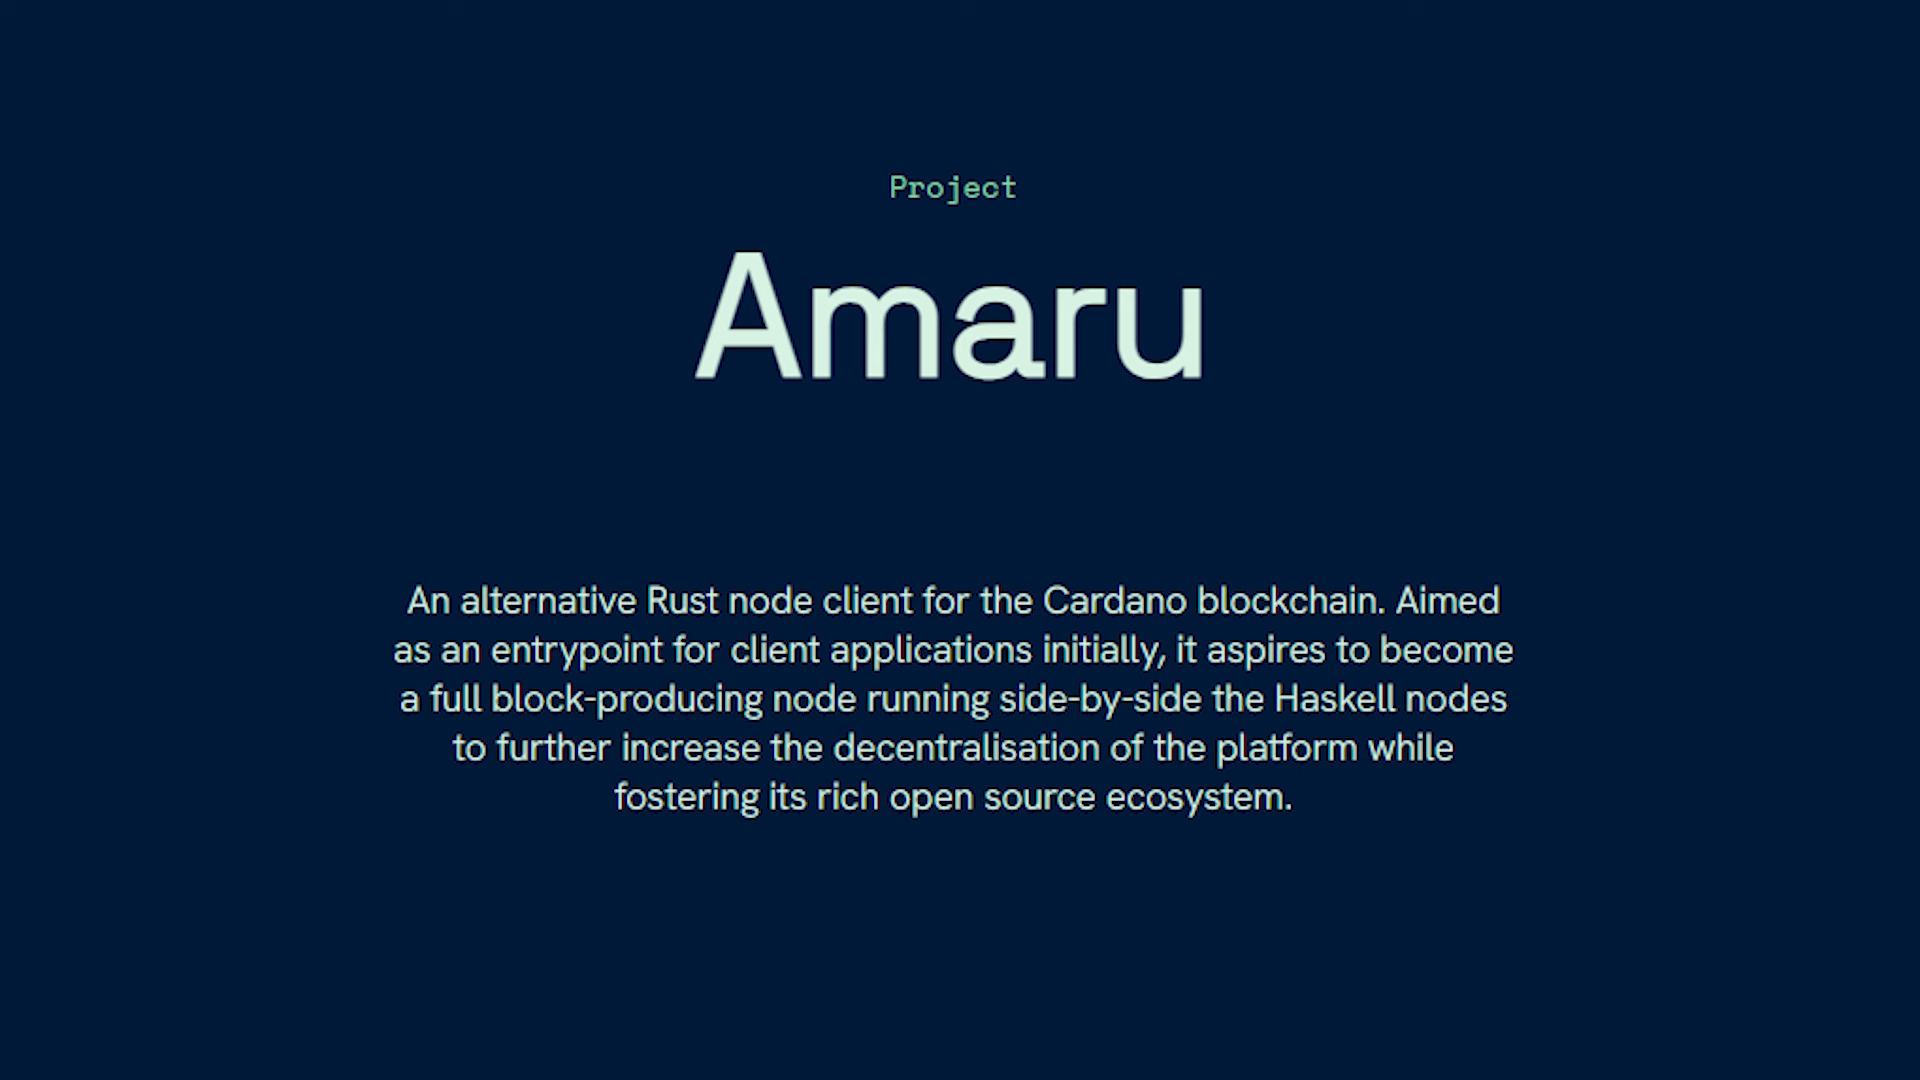 Project
Amaru
An alternative Rust node client for the Cardano blockchain. Aimed
as an entrypoint for client applications initially, it aspires to become
a full block-producing node running side-by-side the Haskell nodes
to further increase the decentralisation of the platform while
fostering its rich open source ecosystem.